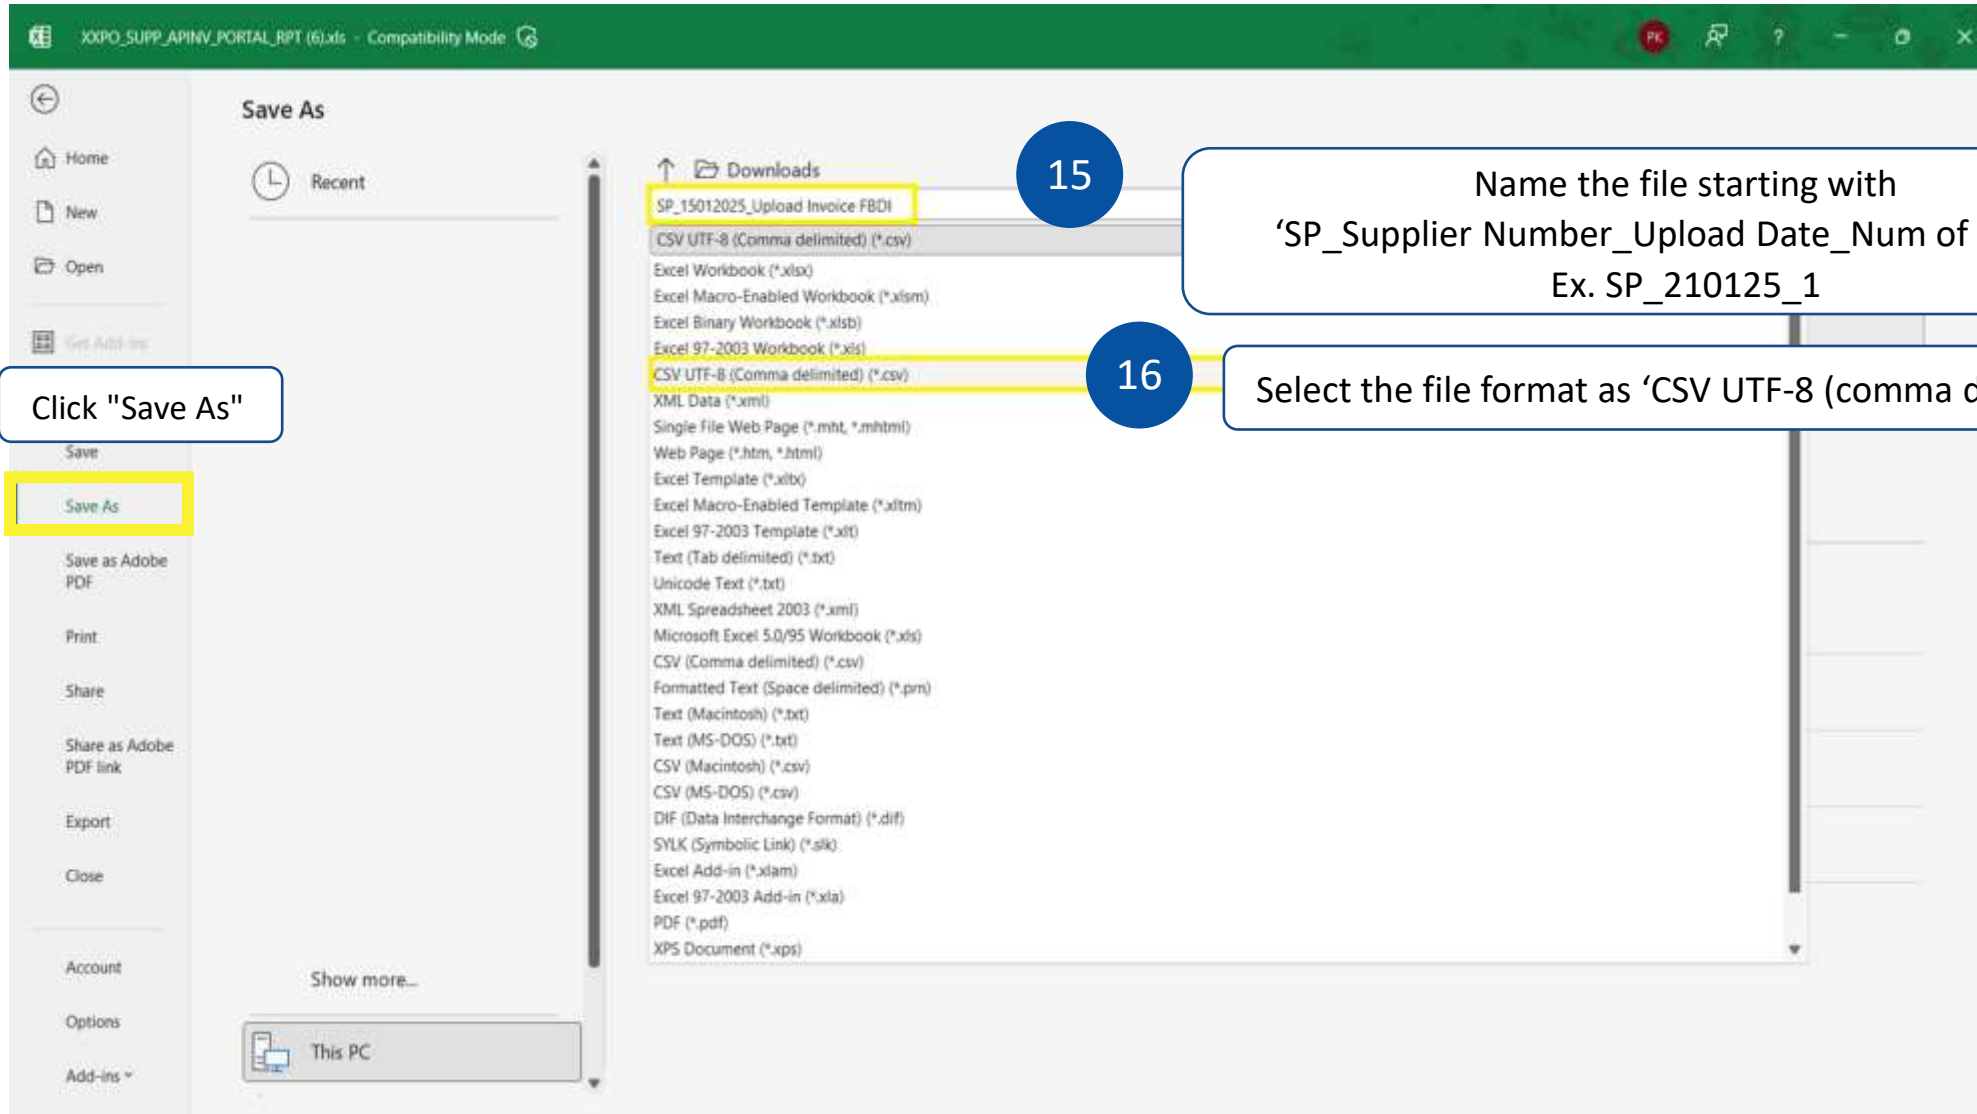 XXPO_SUPP_APINV_PORTAL_RPT (6).xls - Compatibility Mode
PK
?
Save As
Home
New
Open
Get Add-ins
Click "Save As"
Save
Save As
Save as Adobe
PDF
Print
Share
Share as Adobe
PDF link
Export
Close
Account
Options
Add-ins
Recent
Show more...
This PC
Downloads
SP_15012025_Upload Invoice FBDI
CSV UTF-8 (Comma delimited) (*.csv)
Excel Workbook (*.xlsx)
Excel Macro-Enabled Workbook (*.xlsm)
Excel Binary Workbook (*.xlsb)
Excel 97-2003 Workbook (*.xls)
CSV UTF-8 (Comma delimited) (*.csv)
XML Data (*.xml)
Single File Web Page (*.mht, *.mhtml)
Web Page (*.htm, *.html)
Excel Template (*.xltx)
Excel Macro-Enabled Template (*.xltm)
Excel 97-2003 Template (*.xlt)
Text (Tab delimited) (*.txt)
Unicode Text (*.txt)
XML Spreadsheet 2003 (*.xml)
Microsoft Excel 5.0/95 Workbook (*.xls)
CSV (Comma delimited) (*.csv)
Formatted Text (Space delimited) (*.prn)
Text (Macintosh) (*.txt)
Text (MS-DOS) (*.txt)
CSV (Macintosh) (*.csv)
CSV (MS-DOS) (*.csv)
DIF (Data Interchange Format) (*.dif)
SYLK (Symbolic Link) (*.slk)
Excel Add-in (*.xlam)
Excel 97-2003 Add-in (*.xla)
PDF (*.pdf)
XPS Document (*.xps)
15
Name the file starting with
‘SP_Supplier Number_Upload Date_Num of
Ex. SP_210125_1
16
Select the file format as ‘CSV UTF-8 (comma